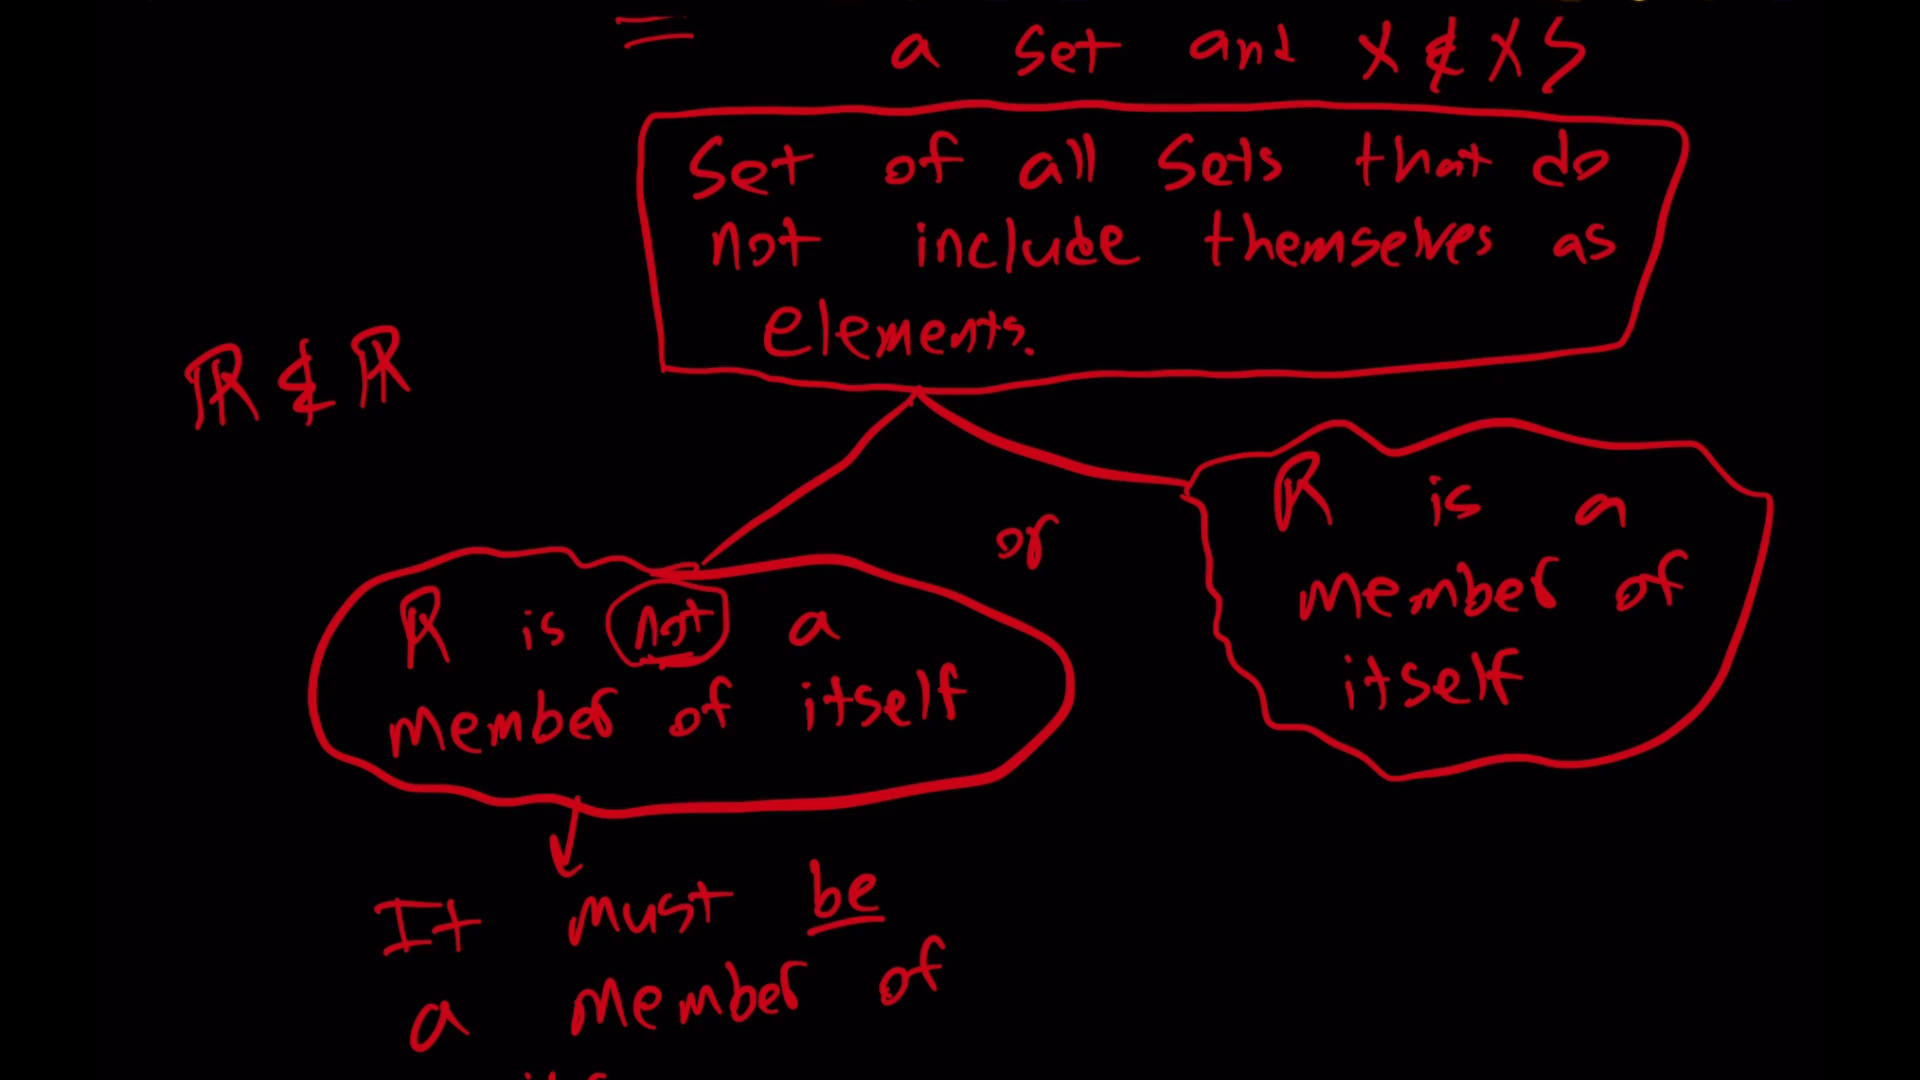 a set and X ∉ X}
Set of all sets that do
not include themselves as
elements.
R ∉ R
or
R is a
member of
itself
R is not a
member of itself
It must be
a member of